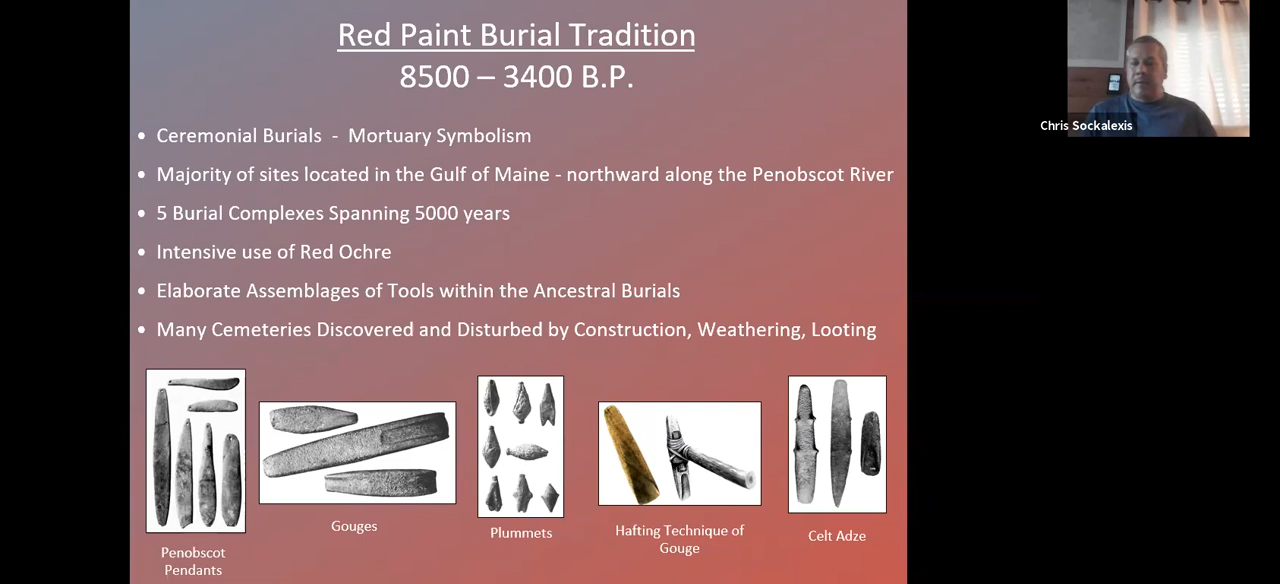 Red Paint Burial Tradition
8500 – 3400 B.P.
• Ceremonial Burials - Mortuary Symbolism
• Majority of sites located in the Gulf of Maine - northward along the Penobscot River
• 5 Burial Complexes Spanning 5000 years
• Intensive use of Red Ochre
• Elaborate Assemblages of Tools within the Ancestral Burials
• Many Cemeteries Discovered and Disturbed by Construction, Weathering, Looting
Penobscot
Pendants
Gouges
Plummets
Hafting Technique of
Gouge
Celt Adze
Chris Sockalexis